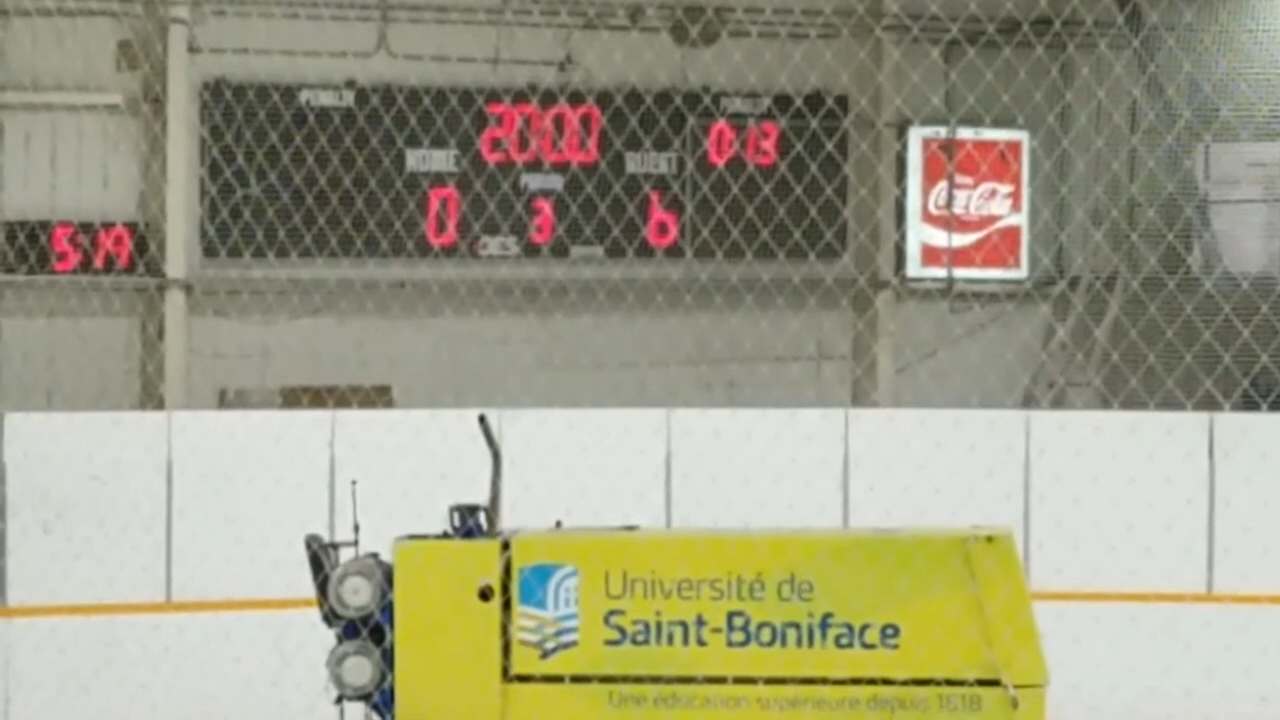 PENALTY
PENALTY
20:00
0:13
HOME
PERIOD
GUEST
0
3
6
OES
5:19
Coca-Cola
Université de
Saint-Boniface
Une éducation supérieure depuis 1818